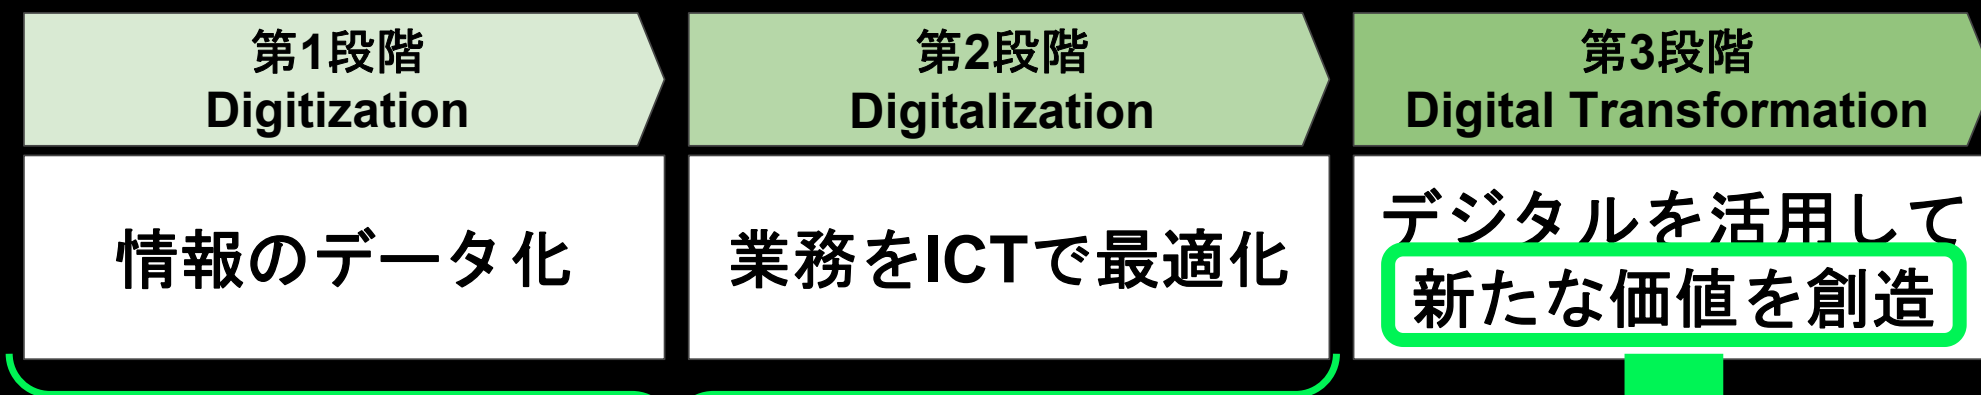 第1段階
Digitization
情報のデータ化
第2段階
Digitalization
業務をICTで最適化
第3段階
Digital Transformation
デジタルを活用して
新たな価値を創造